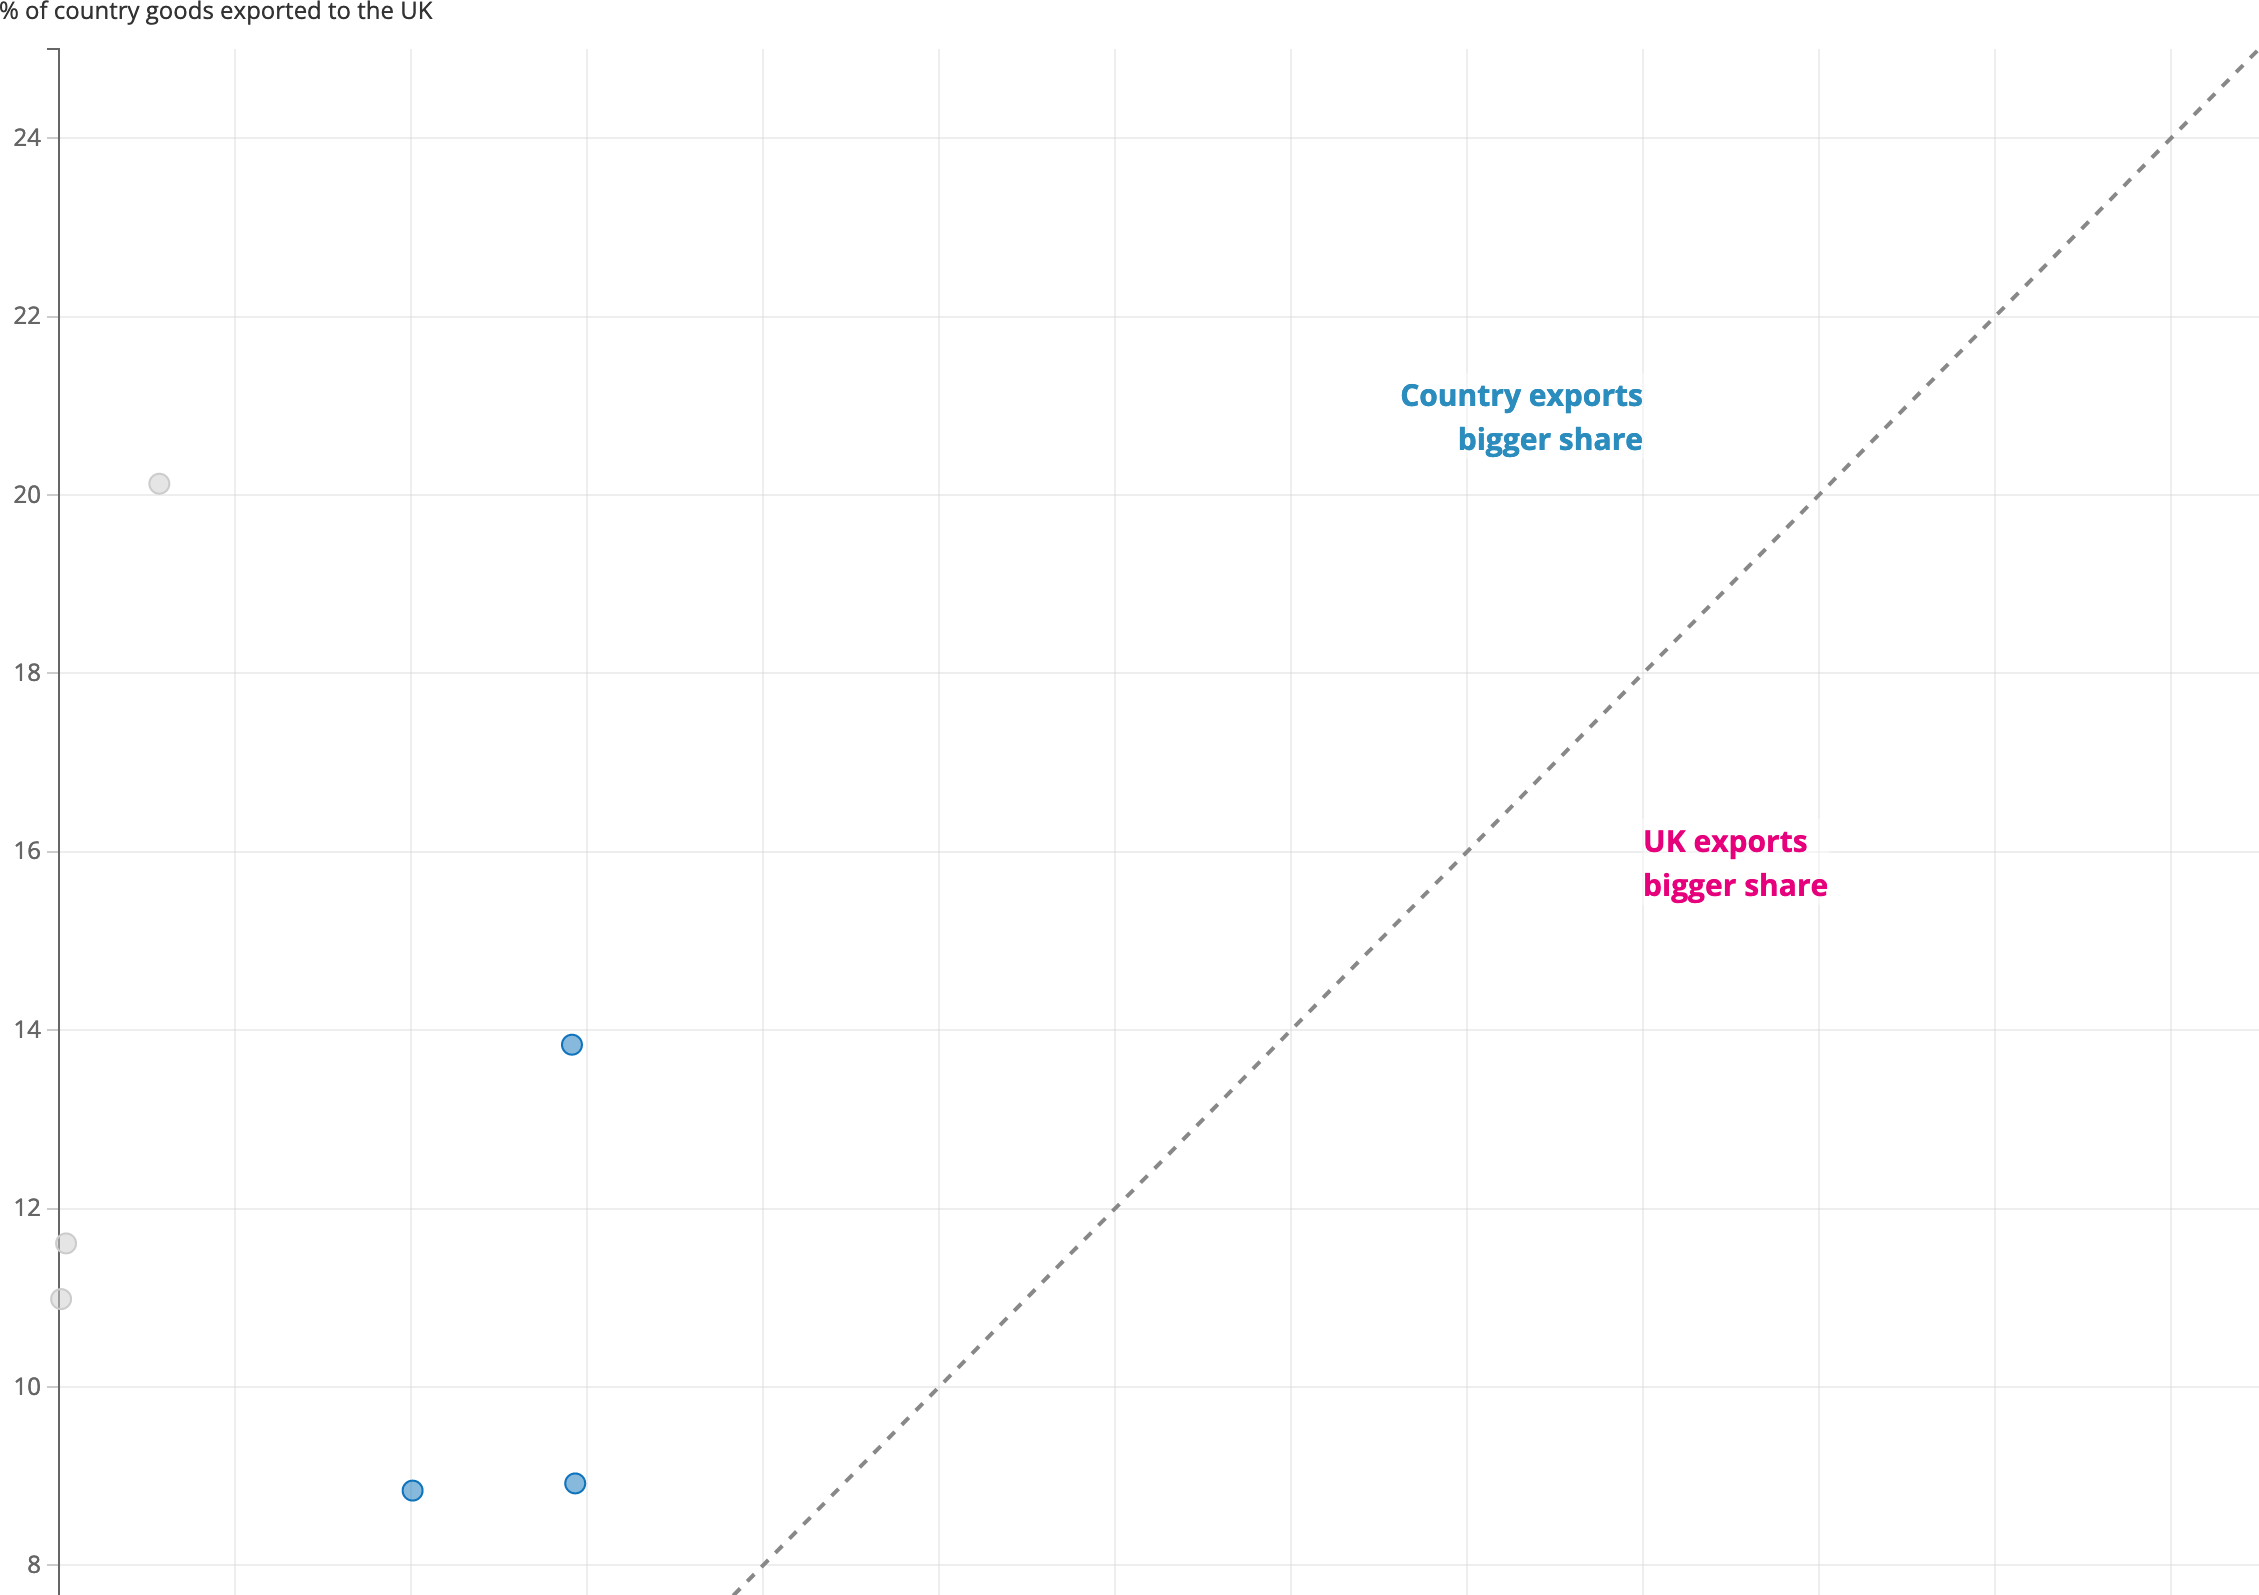 % of country goods exported to the UK
24
22
Country exports
bigger share
20
18
16
UK exports
bigger share
14
12
10
8